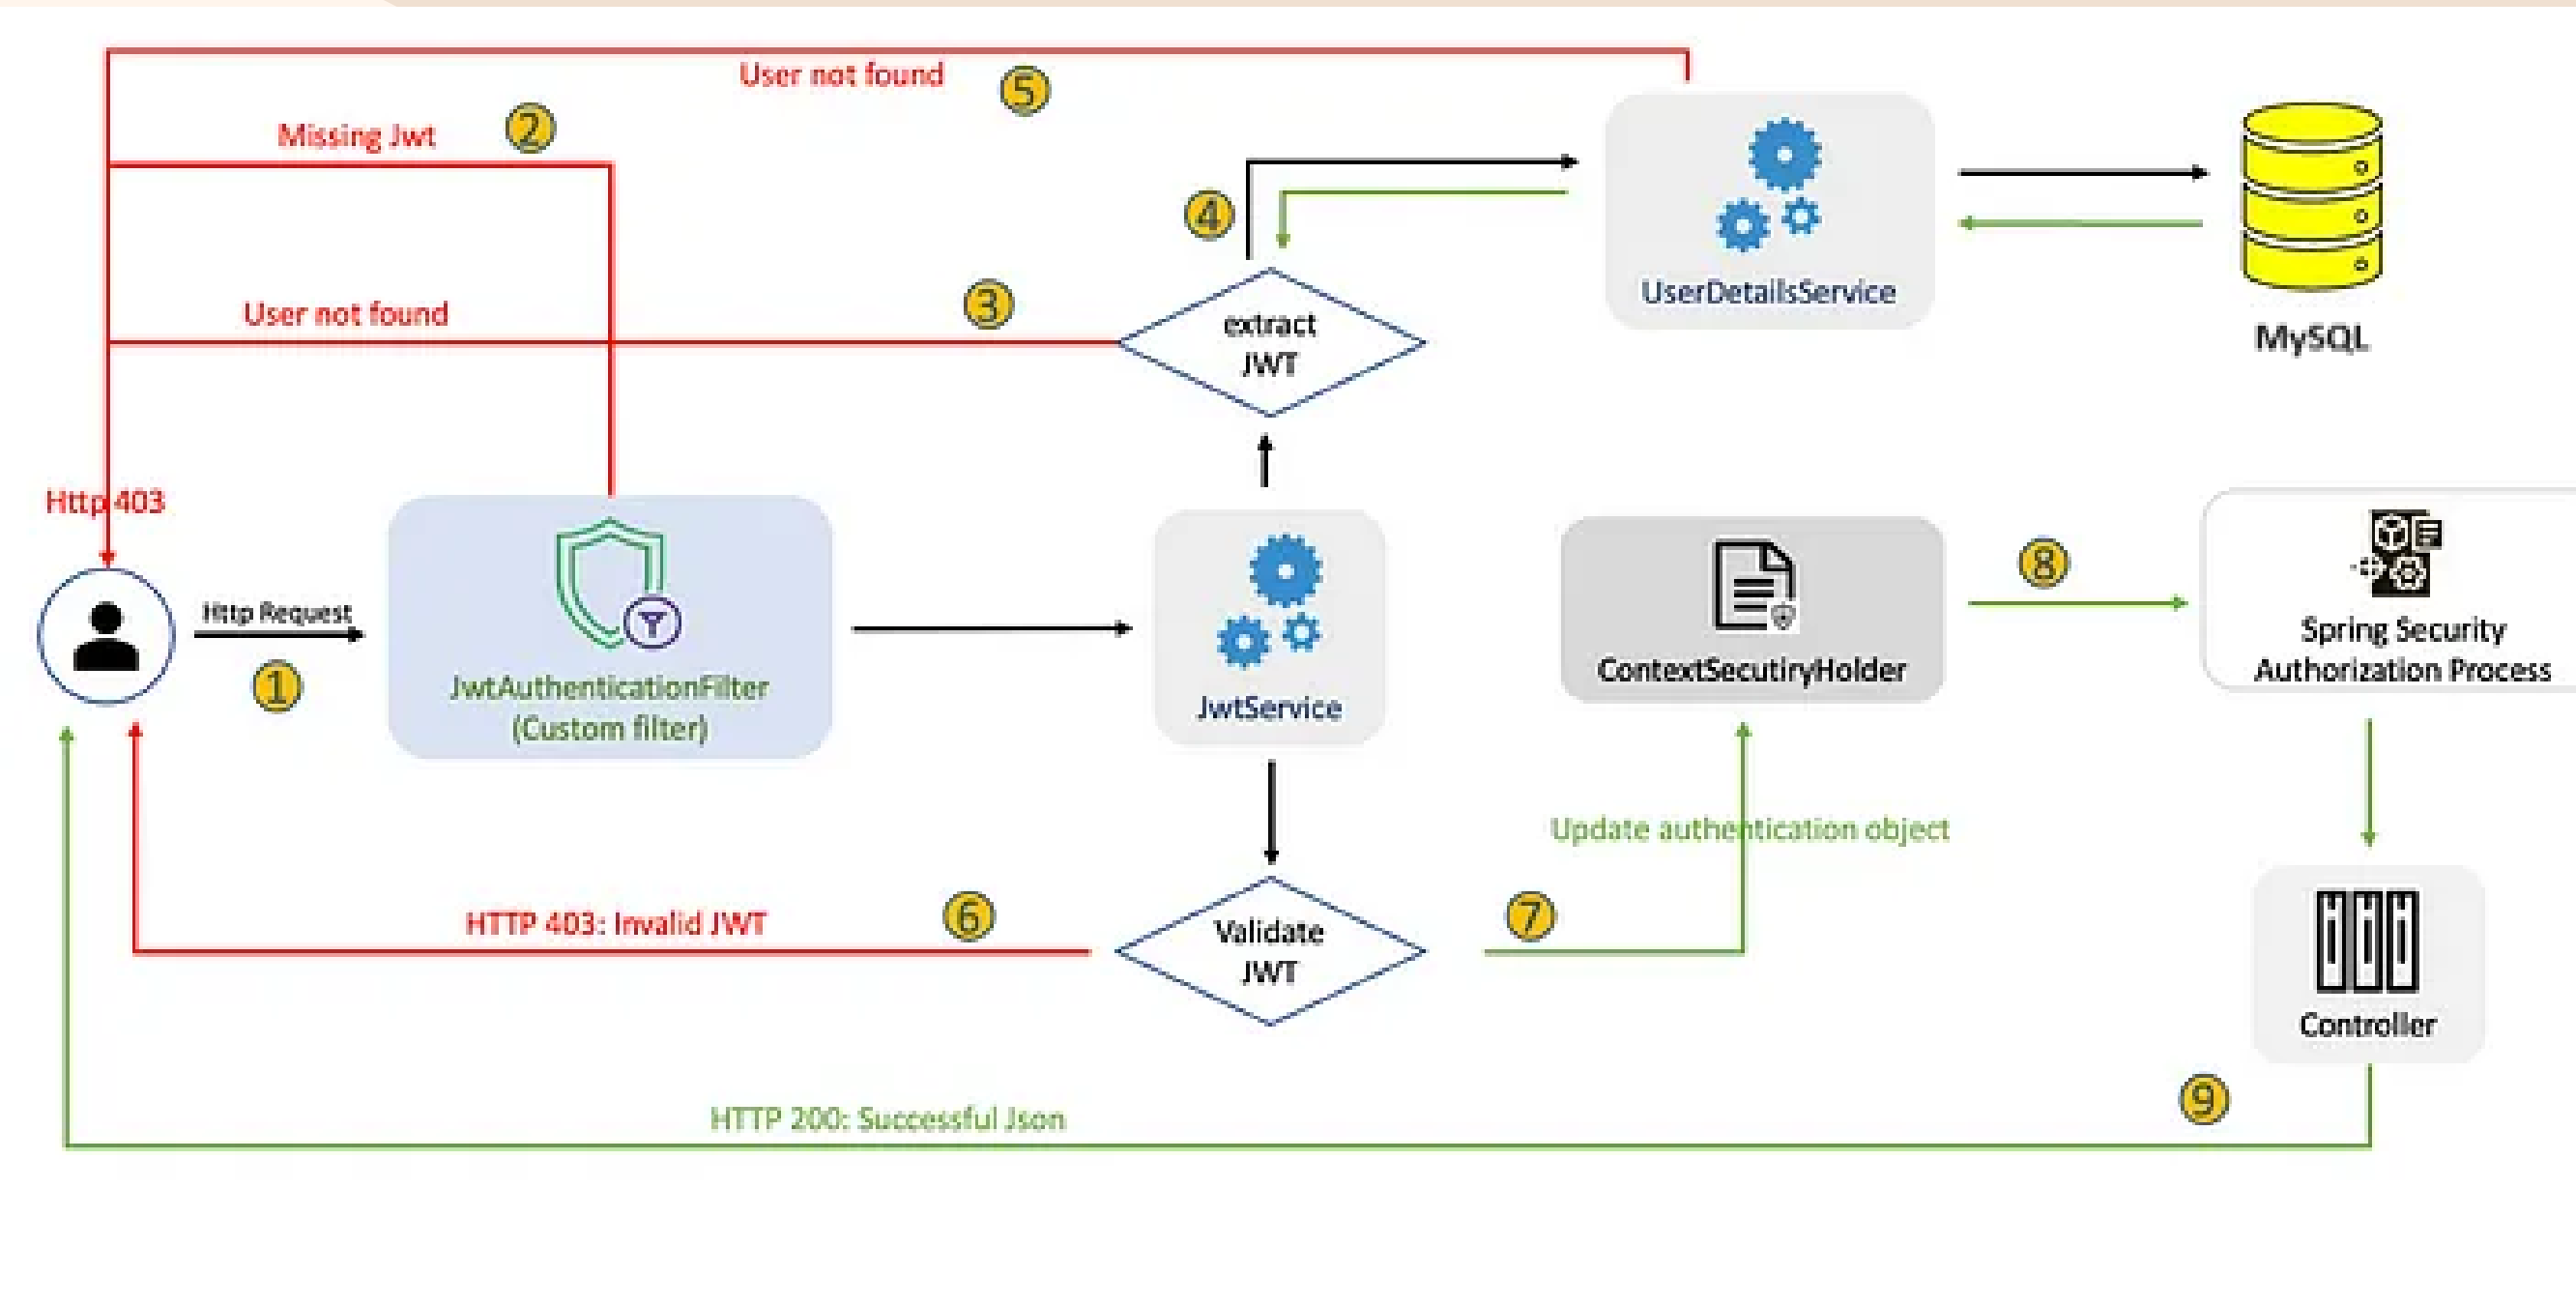 User not found
5
2
Missing Jwt
4
UserDetailsService
MySQL
3
User not found
extract
JWT
Http 403
Http Request
1
JwtAuthenticationFilter
(Custom filter)
JwtService
ContextSecutiryHolder
8
Spring Security
Authorization Process
Update authentication object
HTTP 403: Invalid JWT
6
Validate
JWT
7
Controller
9
HTTP 200: Successful Json